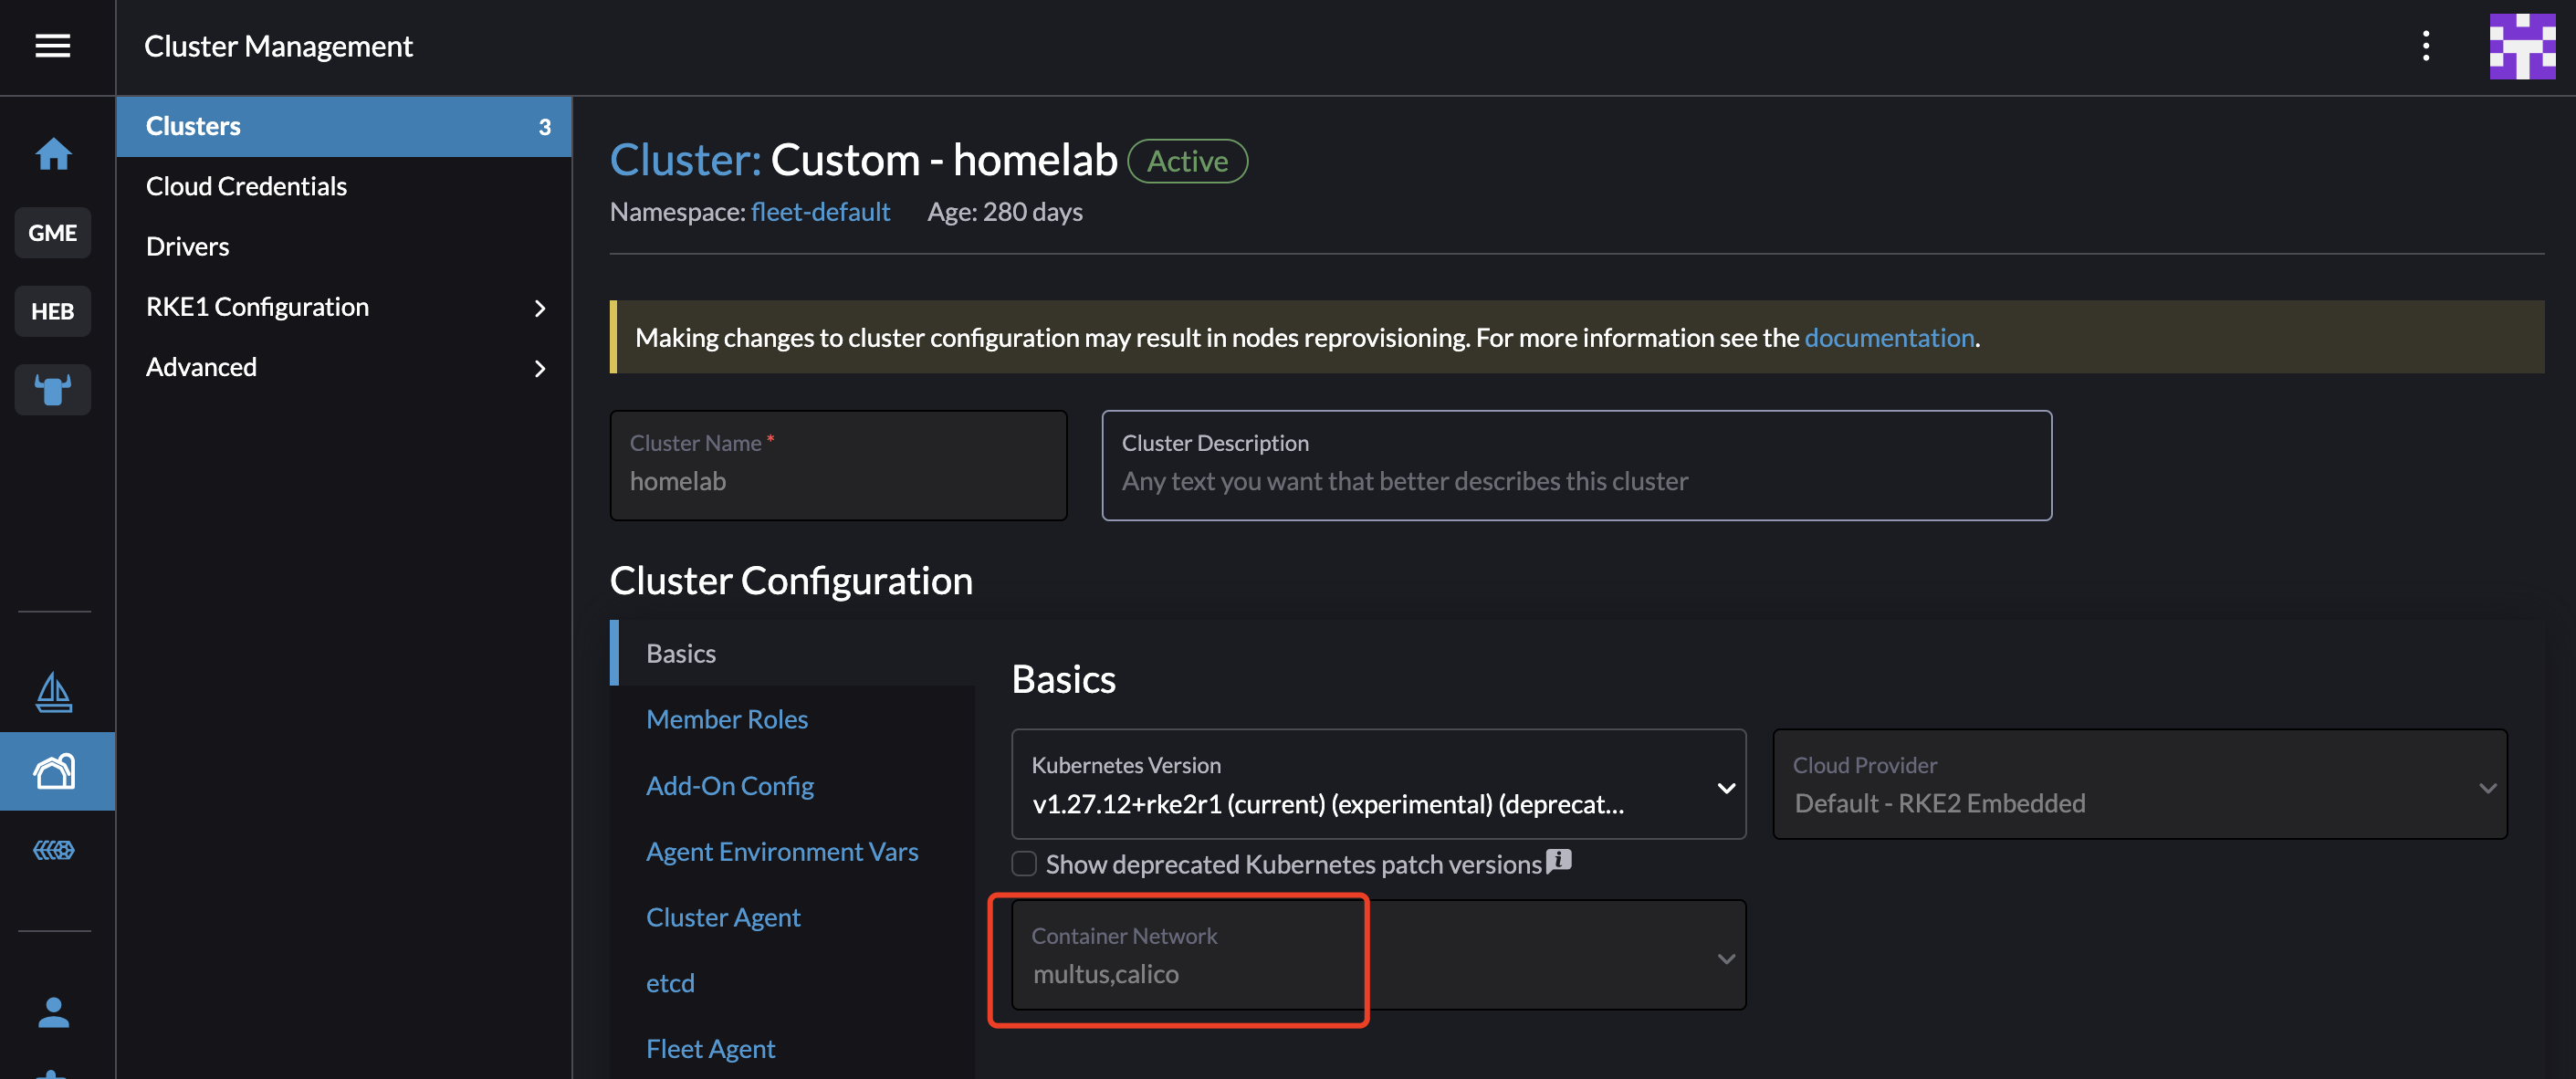 Cluster Management
GME
HEB
Clusters 3
Cloud Credentials
Drivers
RKE1 Configuration
Advanced
Cluster: Custom - homelab Active
Namespace: fleet-default Age: 280 days
Making changes to cluster configuration may result in nodes reprovisioning. For more information see the documentation.
Cluster Name *
homelab
Cluster Description
Any text you want that better describes this cluster
Cluster Configuration
Basics
Member Roles
Add-On Config
Agent Environment Vars
Cluster Agent
etcd
Fleet Agent
Basics
Kubernetes Version
v1.27.12+rke2r1 (current) (experimental) (deprecat...
Cloud Provider
Default - RKE2 Embedded
Show deprecated Kubernetes patch versions
Container Network
multus,calico